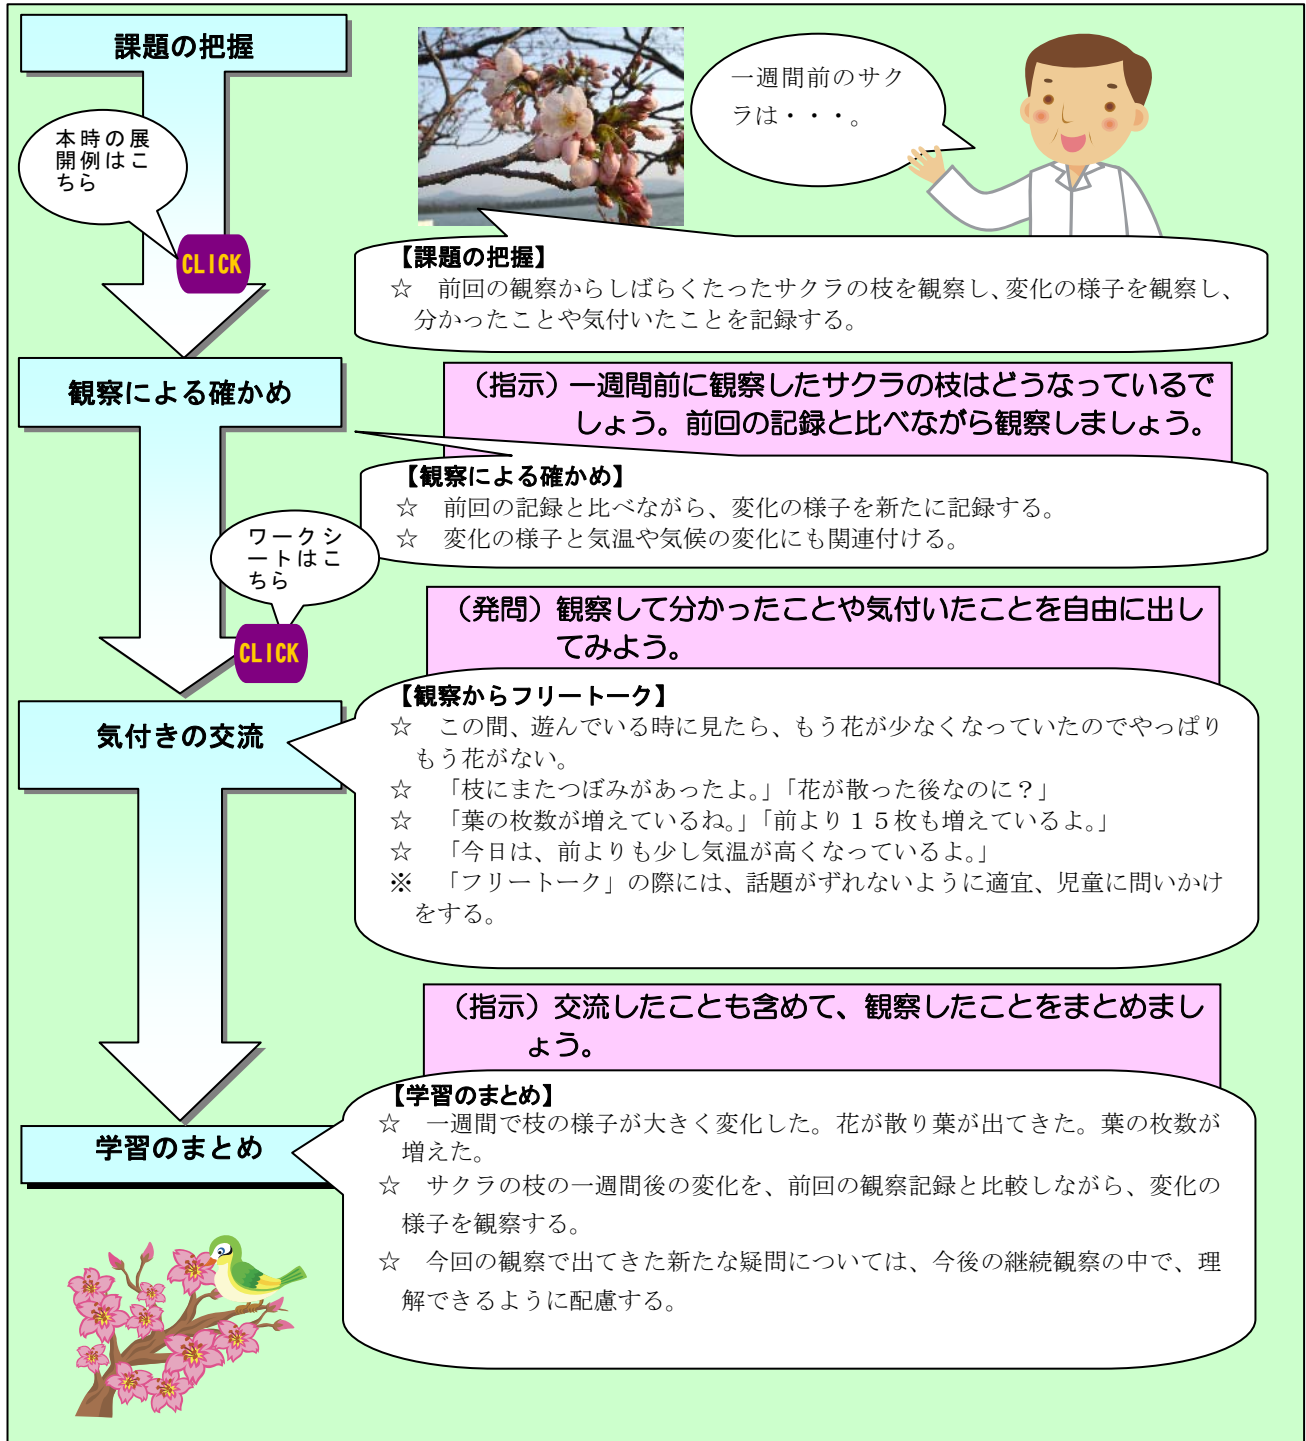 課題の把握
一週間前のサク
ラは・・・。
本時の展
開例はこ
ちら
CLICK
【課題の把握】
☆　前回の観察からしばらくたったサクラの枝を観察し、変化の様子を観察し、
分かったことや気付いたことを記録する。
観察による確かめ
（指示）一週間前に観察したサクラの枝はどうなっているで
しょう。前回の記録と比べながら観察しましょう。
【観察による確かめ】
☆　前回の記録と比べながら、変化の様子を新たに記録する。
☆　変化の様子と気温や気候の変化にも関連付ける。
ワークシ
ートはこ
ちら
CLICK
（発問）観察して分かったことや気付いたことを自由に出し
てみよう。
気付きの交流
【観察からフリートーク】
☆　この間、遊んでいる時に見たら、もう花が少なくなっていたのでやっぱり
もう花がない。
☆　「枝にまたつぼみがあったよ。」「花が散った後なのに？」
☆　「葉の枚数が増えているね。」「前より１５枚も増えているよ。」
☆　「今日は、前よりも少し気温が高くなっているよ。」
※　「フリートーク」の際には、話題がずれないように適宜、児童に問いかけ
をする。
（指示）交流したことも含めて、観察したことをまとめまし
ょう。
学習のまとめ
【学習のまとめ】
☆　一週間で枝の様子が大きく変化した。花が散り葉が出てきた。葉の枚数が
増えた。
☆　サクラの枝の一週間後の変化を、前回の観察記録と比較しながら、変化の
様子を観察する。
☆　今回の観察で出てきた新たな疑問については、今後の継続観察の中で、理
解できるように配慮する。